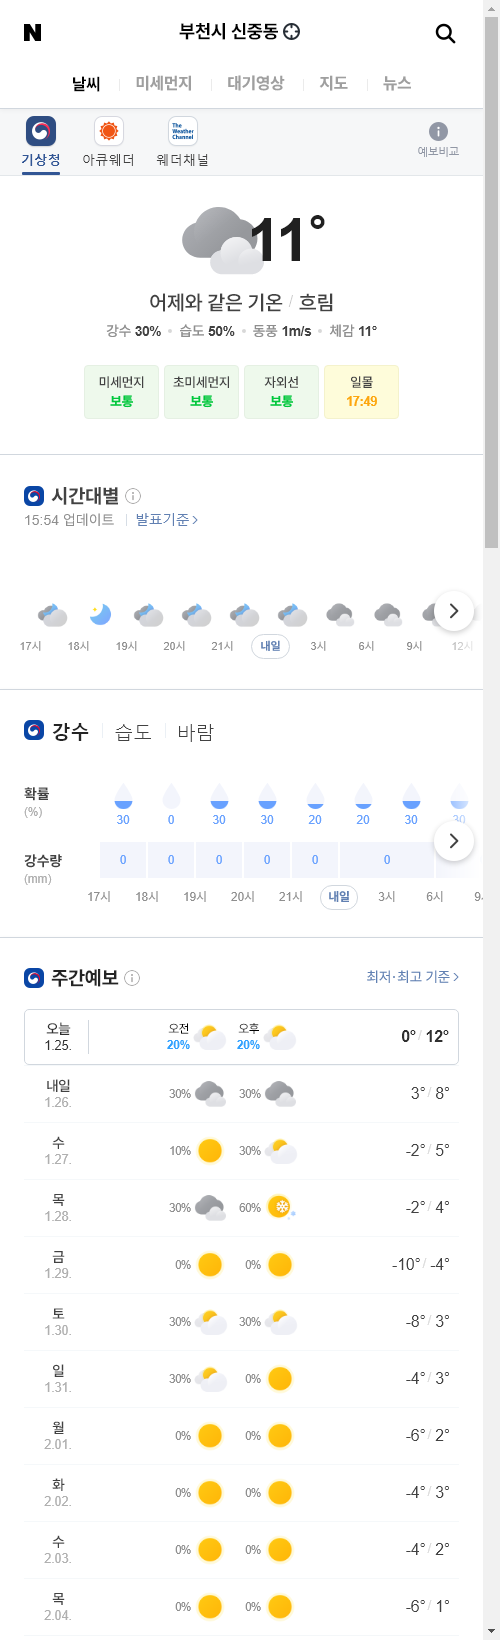 N
부천시 신중동
날씨 미세먼지 대기영상 지도 뉴스
The Weather Channel
기상청 아큐웨더 웨더채널 예보비교
11°
어제와 같은 기온 / 흐림
강수 30% • 습도 50% • 동풍 1m/s • 체감 11°
미세먼지 초미세먼지 자외선 일몰
보통 보통 보통 17:49
시간대별
15:54 업데이트 발표기준 >
17시 18시 19시 20시 21시 내일 3시 6시 9시 12시
강수 습도 바람
확률
(%)
30 0 30 30 20 20 30 30
강수량
(mm)
0 0 0 0 0 0
17시 18시 19시 20시 21시 내일 3시 6시
주간예보 최저·최고 기준 >
오늘 1.25. 오전 20% 오후 20% 0° / 12°
내일 1.26. 30% 30% 3° / 8°
수 1.27. 10% 30% -2° / 5°
목 1.28. 30% 60% -2° / 4°
금 1.29. 0% 0% -10° / -4°
토 1.30. 30% 30% -8° / 3°
일 1.31. 30% 0% -4° / 3°
월 2.01. 0% 0% -6° / 2°
화 2.02. 0% 0% -4° / 3°
수 2.03. 0% 0% -4° / 2°
목 2.04. 0% 0% -6° / 1°